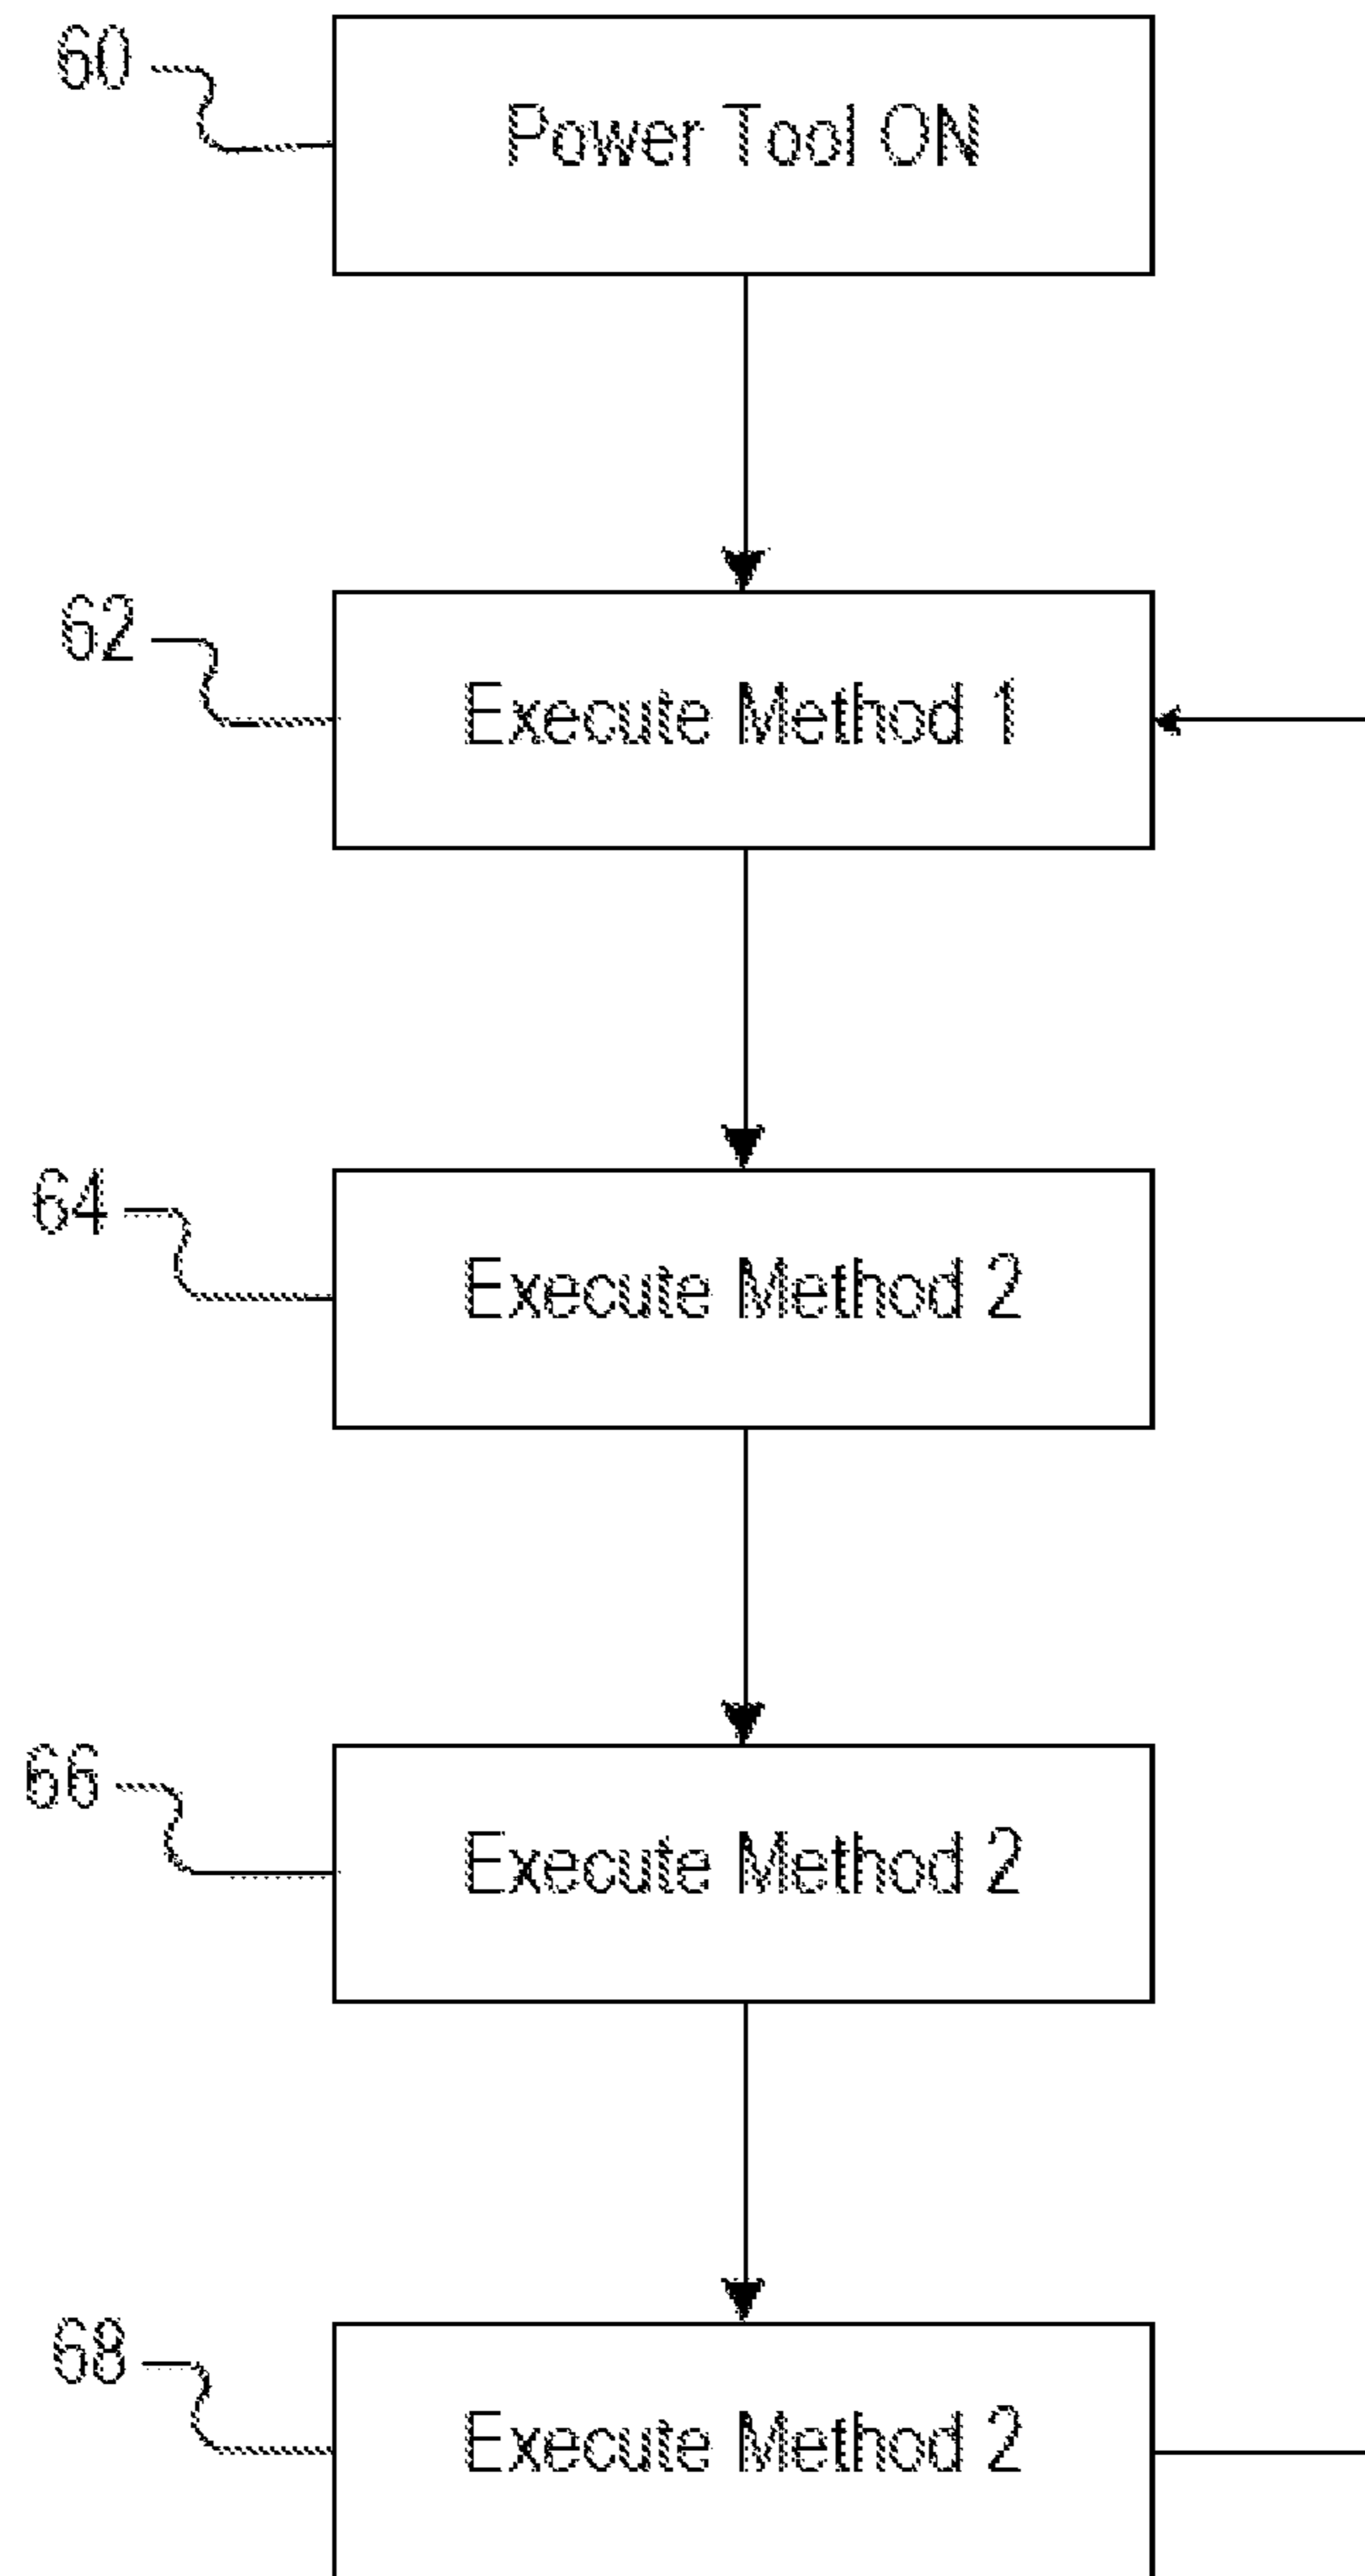 60
Power Tool ON
62
Execute Method 1
64
Execute Method 2
66
Execute Method 2
68
Execute Method 2